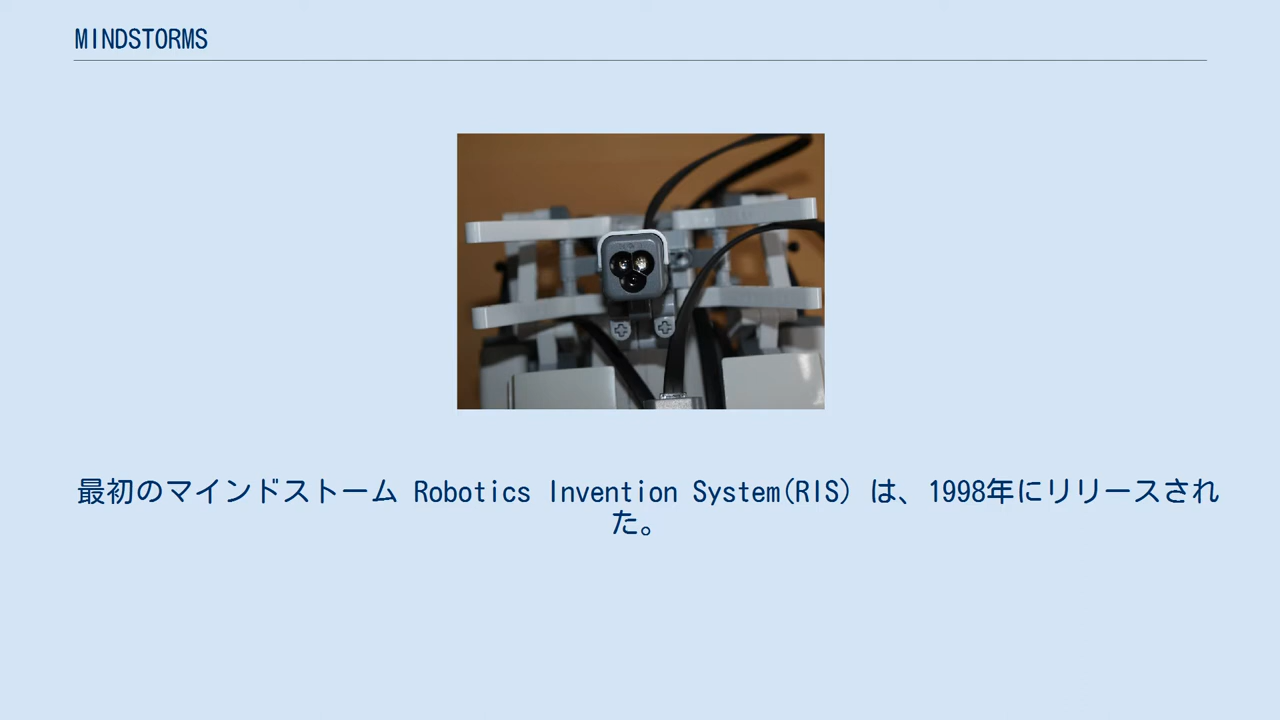 MINDSTORMS
最初のマインドストーム Robotics Invention System(RIS) は、1998年にリリースされ
た。